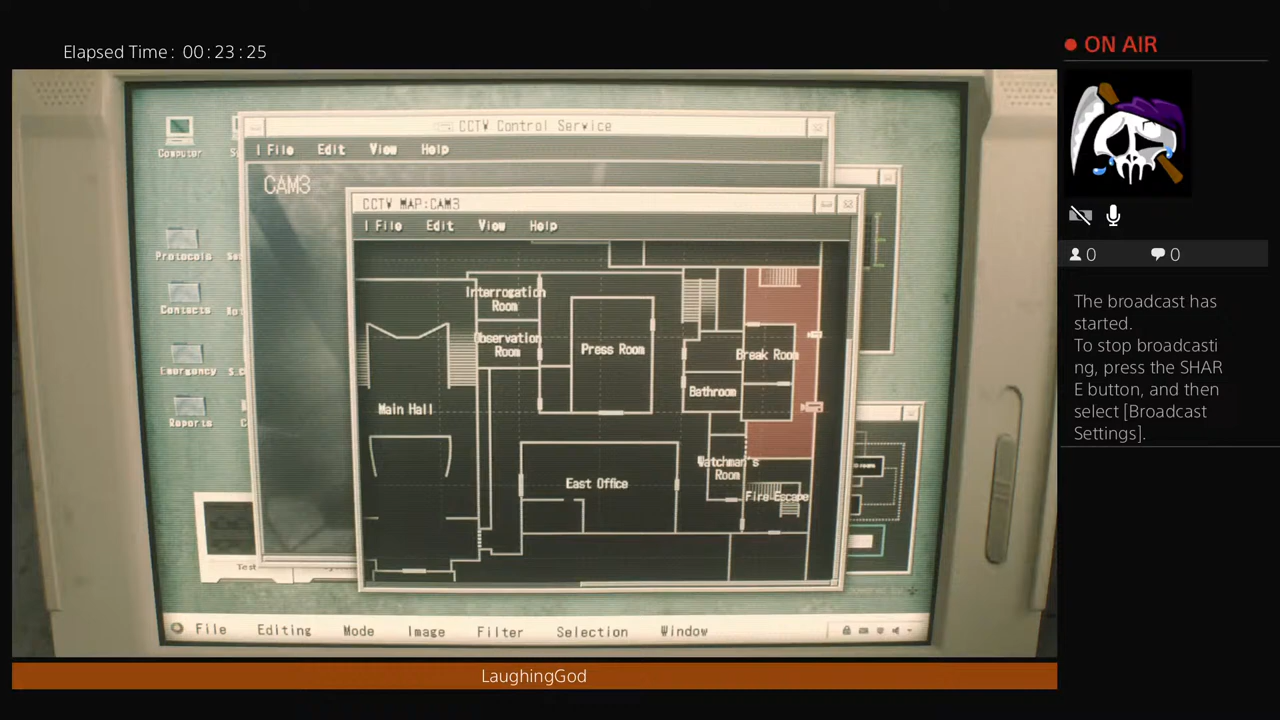 Elapsed Time: 00:23:25
ON AIR
CCTV Control Service
File Edit View Help
CAM3
CCTV MAP:CAM3
File Edit View Help
Computer
Protocols
Contacts
Emergency
Reports
Interrogation
Room
Observation
Room
Press Room
Break Room
Bathroom
Main Hall
Watchman's
Room
East Office
Fire Escape
Test
File Editing Mode Image Filter Selection Window
LaughingGod
0 0
The broadcast has
started.
To stop broadcasti
ng, press the SHAR
E button, and then
select [Broadcast
Settings].